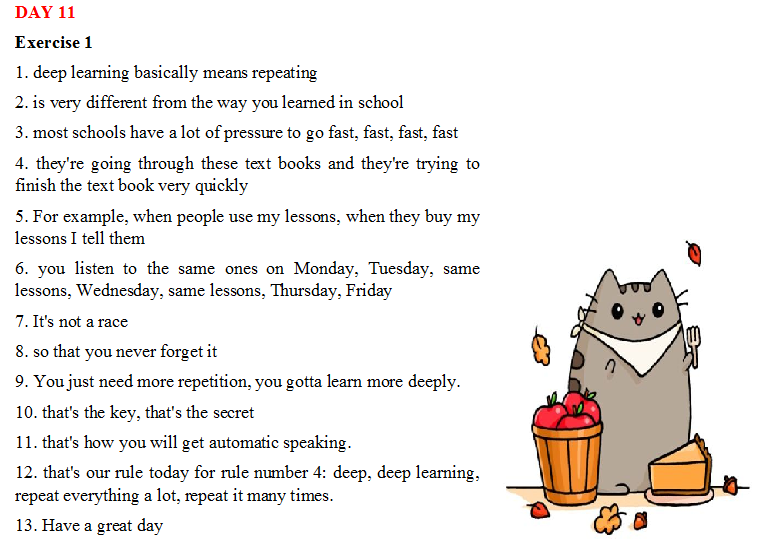 DAY 11
Exercise 1
1. deep learning basically means repeating
2. is very different from the way you learned in school
3. most schools have a lot of pressure to go fast, fast, fast, fast
4. they're going through these text books and they're trying to
finish the text book very quickly
5. For example, when people use my lessons, when they buy my
lessons I tell them
6. you listen to the same ones on Monday, Tuesday, same
lessons, Wednesday, same lessons, Thursday, Friday
7. It's not a race
8. so that you never forget it
9. You just need more repetition, you gotta learn more deeply.
10. that's the key, that's the secret
11. that's how you will get automatic speaking.
12. that's our rule today for rule number 4: deep, deep learning,
repeat everything a lot, repeat it many times.
13. Have a great day